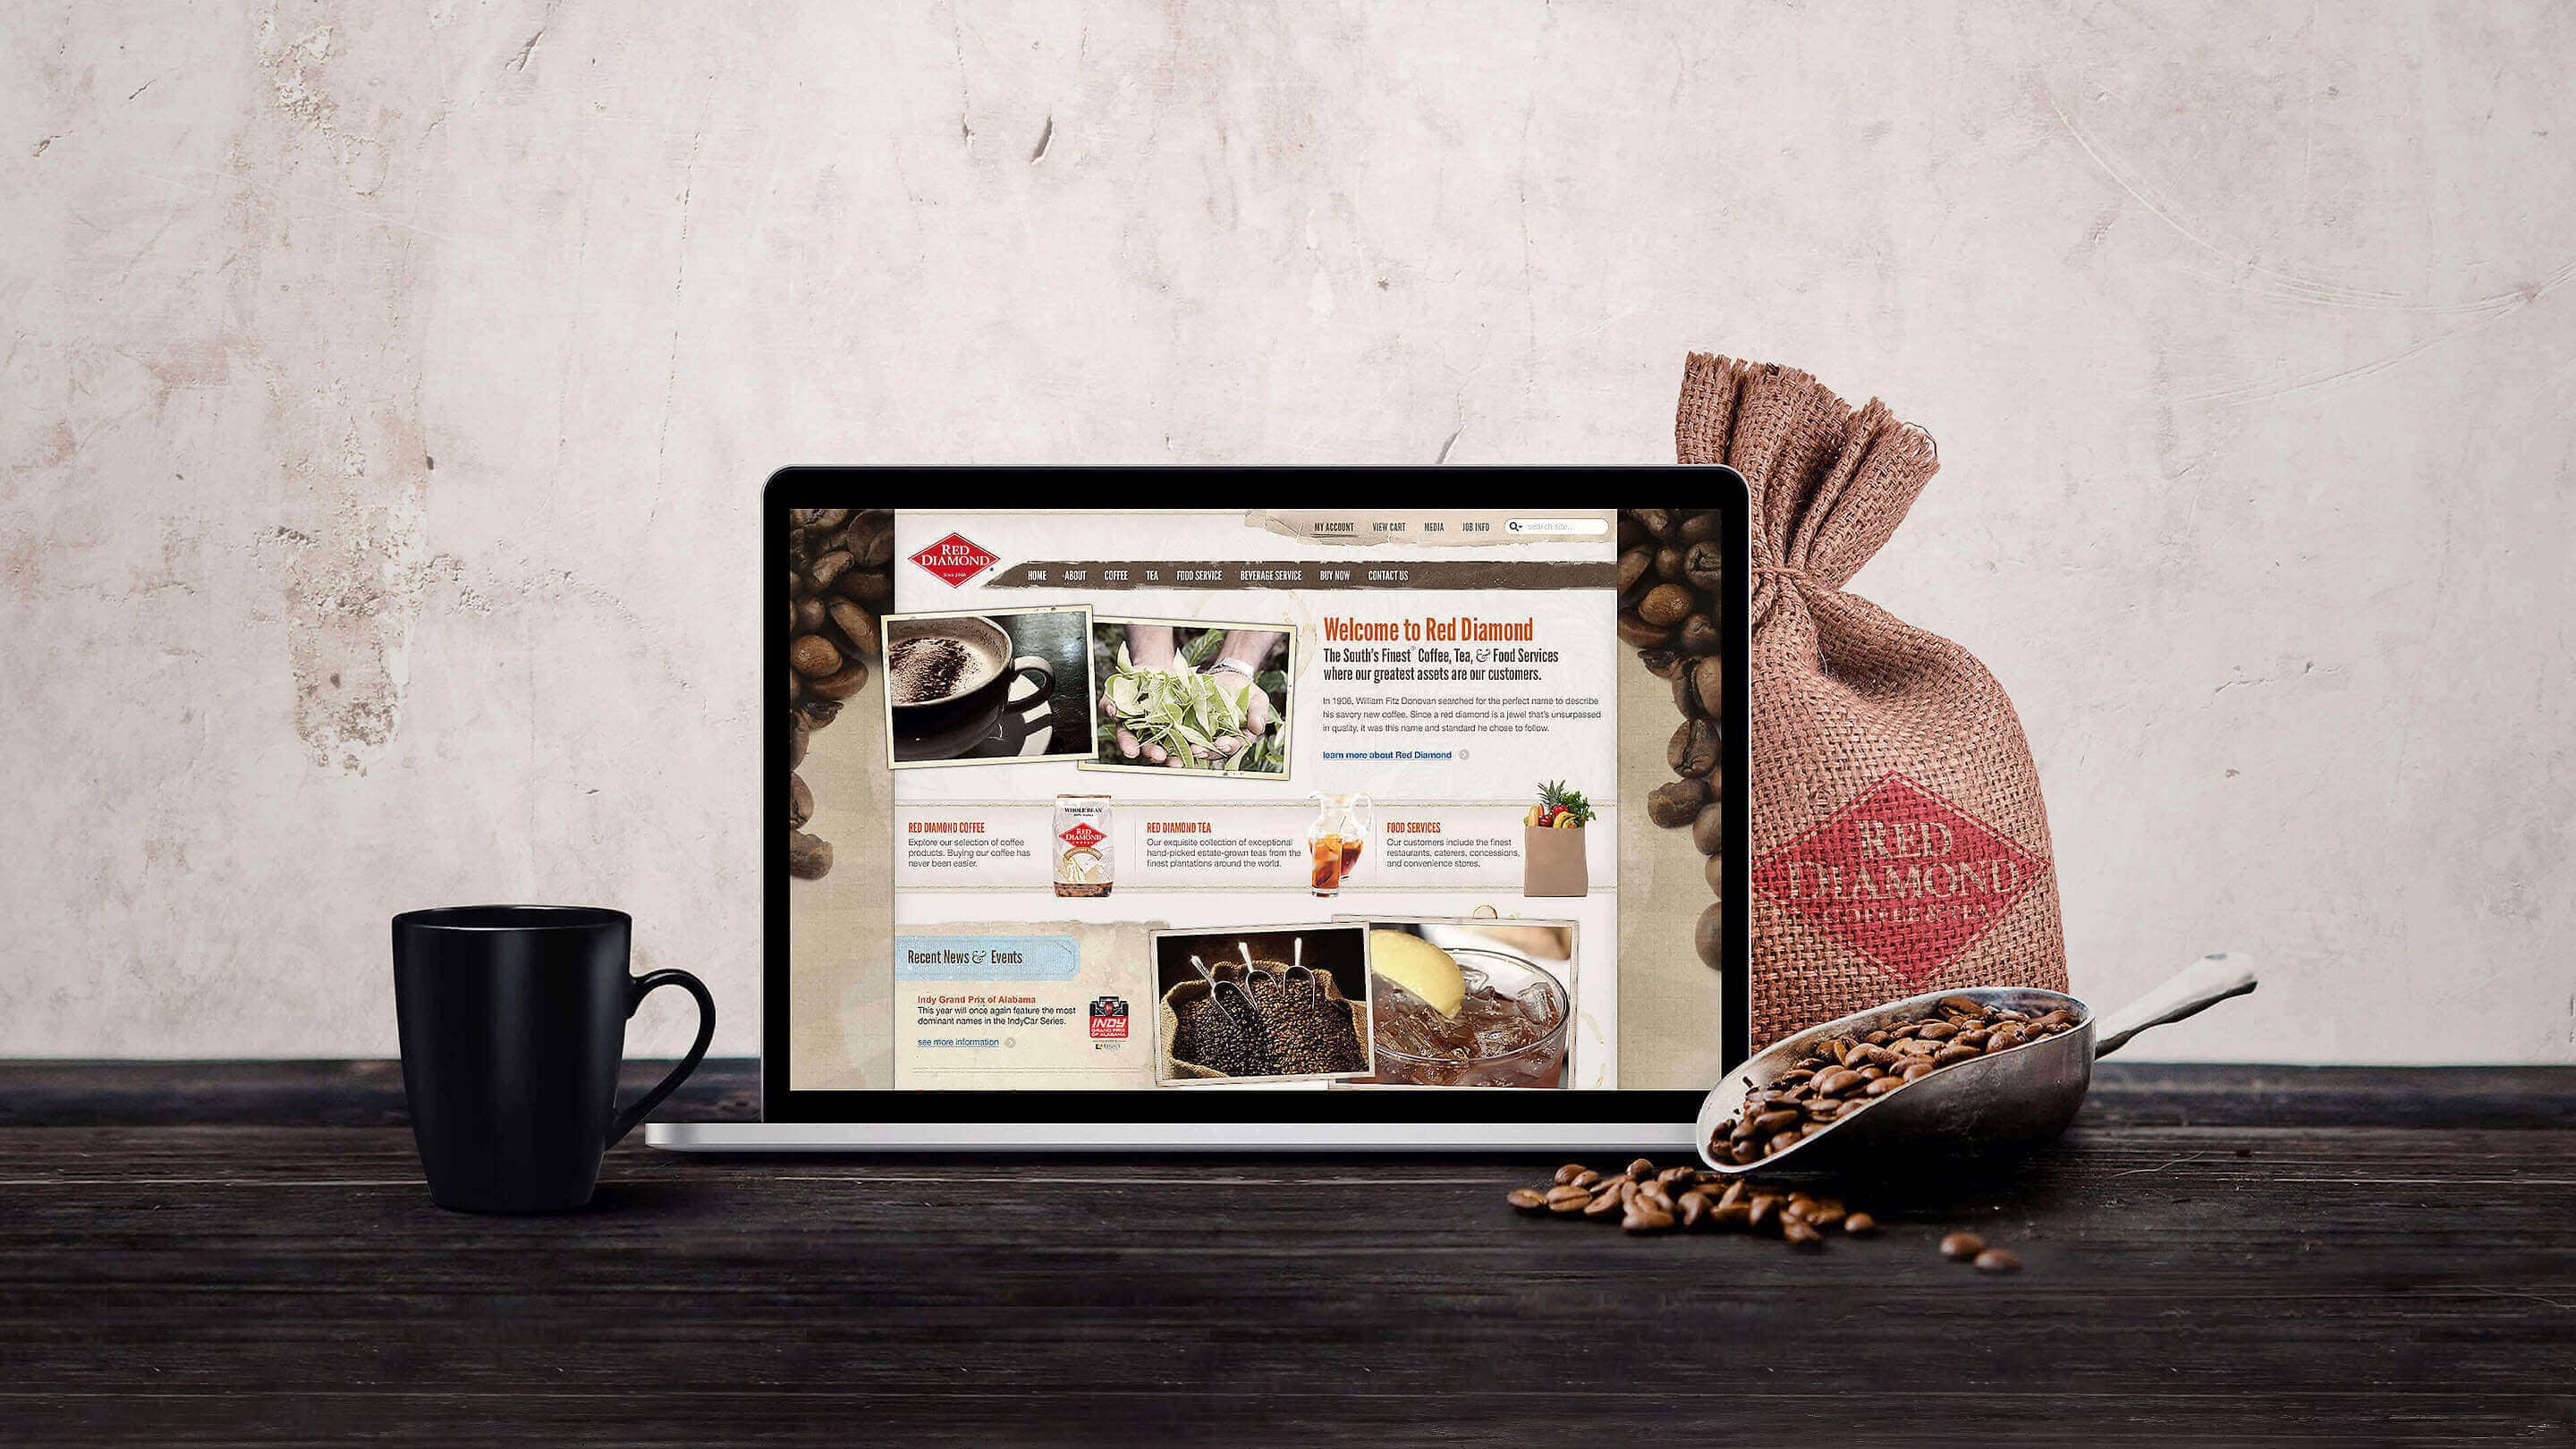 MY ACCOUNT VIEW CART MEDIA JOB INFO search site...
RED
DIAMOND
Since 1906
HOME ABOUT COFFEE TEA FOOD SERVICE BEVERAGE SERVICE BUY NOW CONTACT US
Welcome to Red Diamond
The South's Finest® Coffee, Tea, & Food Services
where our greatest assets are our customers.
In 1906, William Fitz Donovan searched for the perfect name to describe
his savory new coffee. Since a red diamond is a jewel that's unsurpassed
in quality, it was this name and standard he chose to follow.
learn more about Red Diamond
RED DIAMOND COFFEE
Explore our selection of coffee
products. Buying our coffee has
never been easier.
WHOLE BEAN
RED
DIAMOND
COFFEE
RED DIAMOND TEA
Our exquisite collection of exceptional
hand-picked estate-grown teas from the
finest plantations around the world.
FOOD SERVICES
Our customers include the finest
restaurants, caterers, concessions,
and convenience stores.
Recent News & Events
Indy Grand Prix of Alabama
This year will once again feature the most
dominant names in the IndyCar Series.
see more information
INDY
GRAND PRIX
OF ALABAMA
RED
DIAMOND
COFFEE & TEA